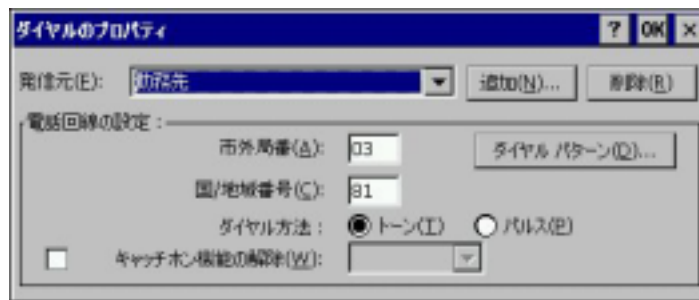 ダイヤルのプロパティ ? OK ×
発信元(E): 勤務先 追加(N)... 削除(R)
電話回線の設定:
市外局番(A): 03 ダイヤル パターン(D)...
国/地域番号(C): 81
ダイヤル方法: トーン(T) パルス(P)
キャッチホン機能の解除(W):